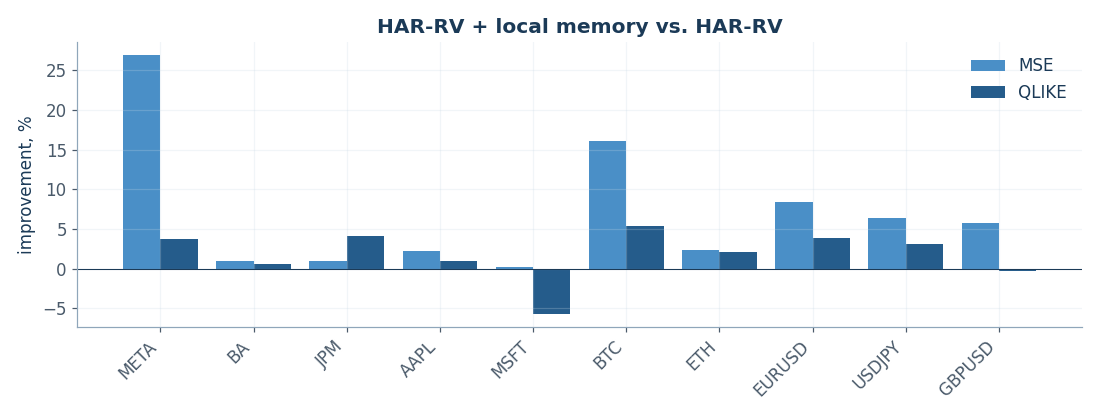 HAR-RV + local memory vs. HAR-RV
MSE
QLIKE
improvement, %
25
20
15
10
5
0
−5
META
BA
JPM
AAPL
MSFT
BTC
ETH
EURUSD
USDJPY
GBPUSD